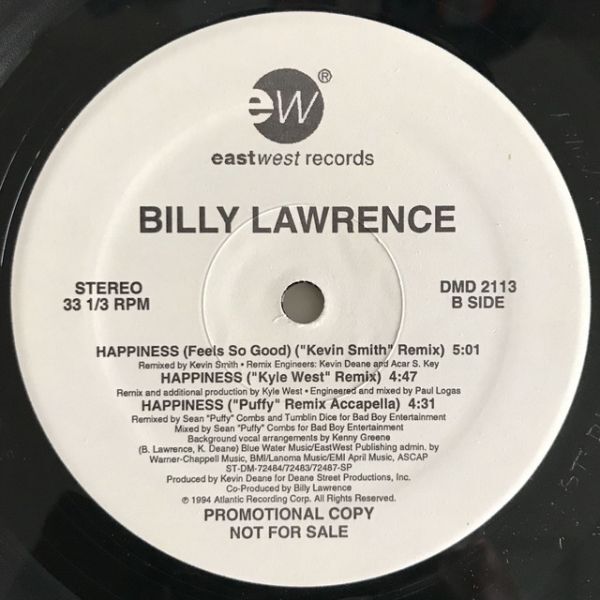 ew®
eastwest records
BILLY LAWRENCE
STEREO
33 1/3 RPM
DMD 2113
B SIDE
HAPPINESS (Feels So Good) ("Kevin Smith" Remix) 5:01
Remixed by Kevin Smith • Remix Engineers: Kevin Deane and Acar S. Key
HAPPINESS ("Kyle West" Remix) 4:47
Remix and additional production by Kyle West • Engineered and mixed by Paul Logas
HAPPINESS ("Puffy" Remix Accapella) 4:31
Remixed by Sean "Puffy" Combs and Tumblin Dice for Bad Boy Entertainment
Mixed by Sean "Puffy" Combs for Bad Boy Entertainment
Background vocal arrangements by Kenny Greene
(B. Lawrence, K. Deane) Blue Water Music/EastWest Publishing admin. by
Warner-Chappell Music, BMI/Lanoma Music/EMI April Music, ASCAP
ST-DM-72484/72483/72487-SP
Produced by Kevin Deane for Deane Street Productions, Inc.
Co-Produced by Billy Lawrence
℗ 1994 Atlantic Recording Corp. All Rights Reserved.
PROMOTIONAL COPY
NOT FOR SALE